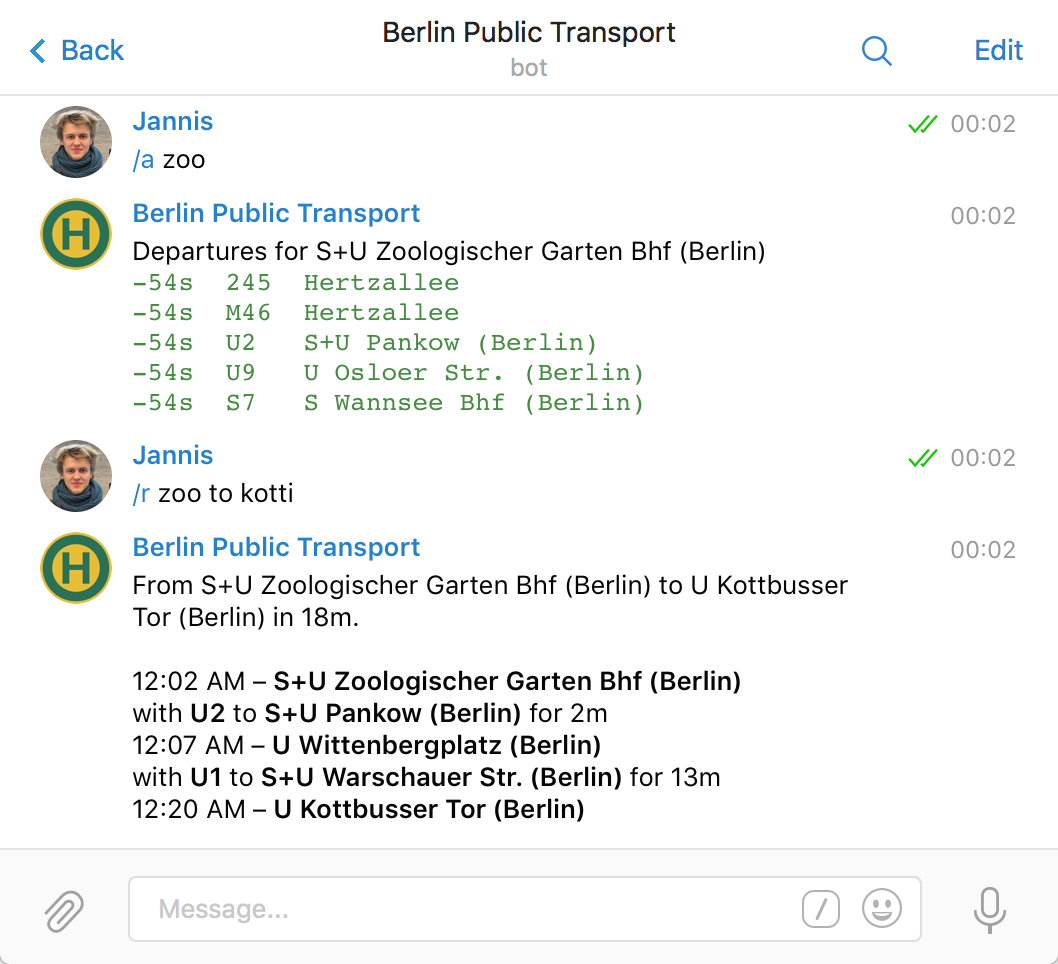 Back
Berlin Public Transport
bot
Edit
Jannis
00:02
/a zoo
H
Berlin Public Transport
00:02
Departures for S+U Zoologischer Garten Bhf (Berlin)
-54s 245 Hertzallee
-54s M46 Hertzallee
-54s U2 S+U Pankow (Berlin)
-54s U9 U Osloer Str. (Berlin)
-54s S7 S Wannsee Bhf (Berlin)
Jannis
00:02
/r zoo to kotti
H
Berlin Public Transport
00:02
From S+U Zoologischer Garten Bhf (Berlin) to U Kottbusser
Tor (Berlin) in 18m.
12:02 AM – S+U Zoologischer Garten Bhf (Berlin)
with U2 to S+U Pankow (Berlin) for 2m
12:07 AM – U Wittenbergplatz (Berlin)
with U1 to S+U Warschauer Str. (Berlin) for 13m
12:20 AM – U Kottbusser Tor (Berlin)
Message...
/